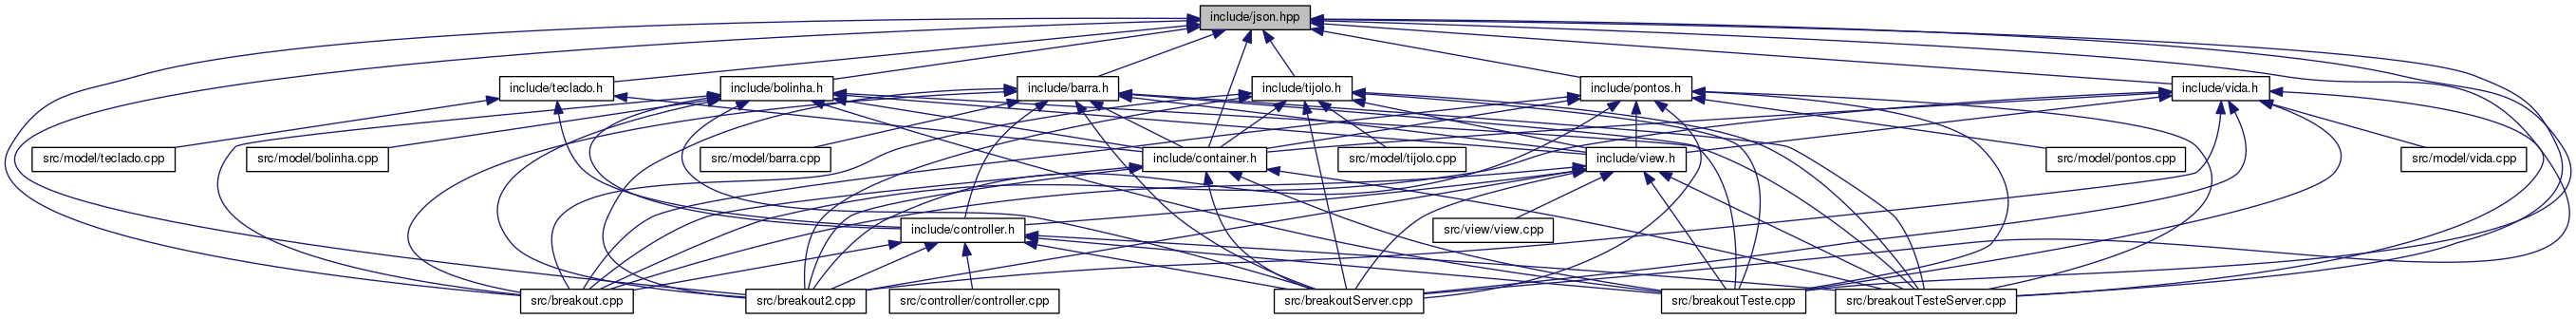 include/json.hpp
include/teclado.h
include/bolinha.h
include/barra.h
include/tijolo.h
include/pontos.h
include/vida.h
src/model/teclado.cpp
src/model/bolinha.cpp
src/model/barra.cpp
include/container.h
src/model/tijolo.cpp
include/view.h
src/model/pontos.cpp
src/model/vida.cpp
include/controller.h
src/view/view.cpp
src/breakout.cpp
src/breakout2.cpp
src/controller/controller.cpp
src/breakoutServer.cpp
src/breakoutTeste.cpp
src/breakoutTesteServer.cpp